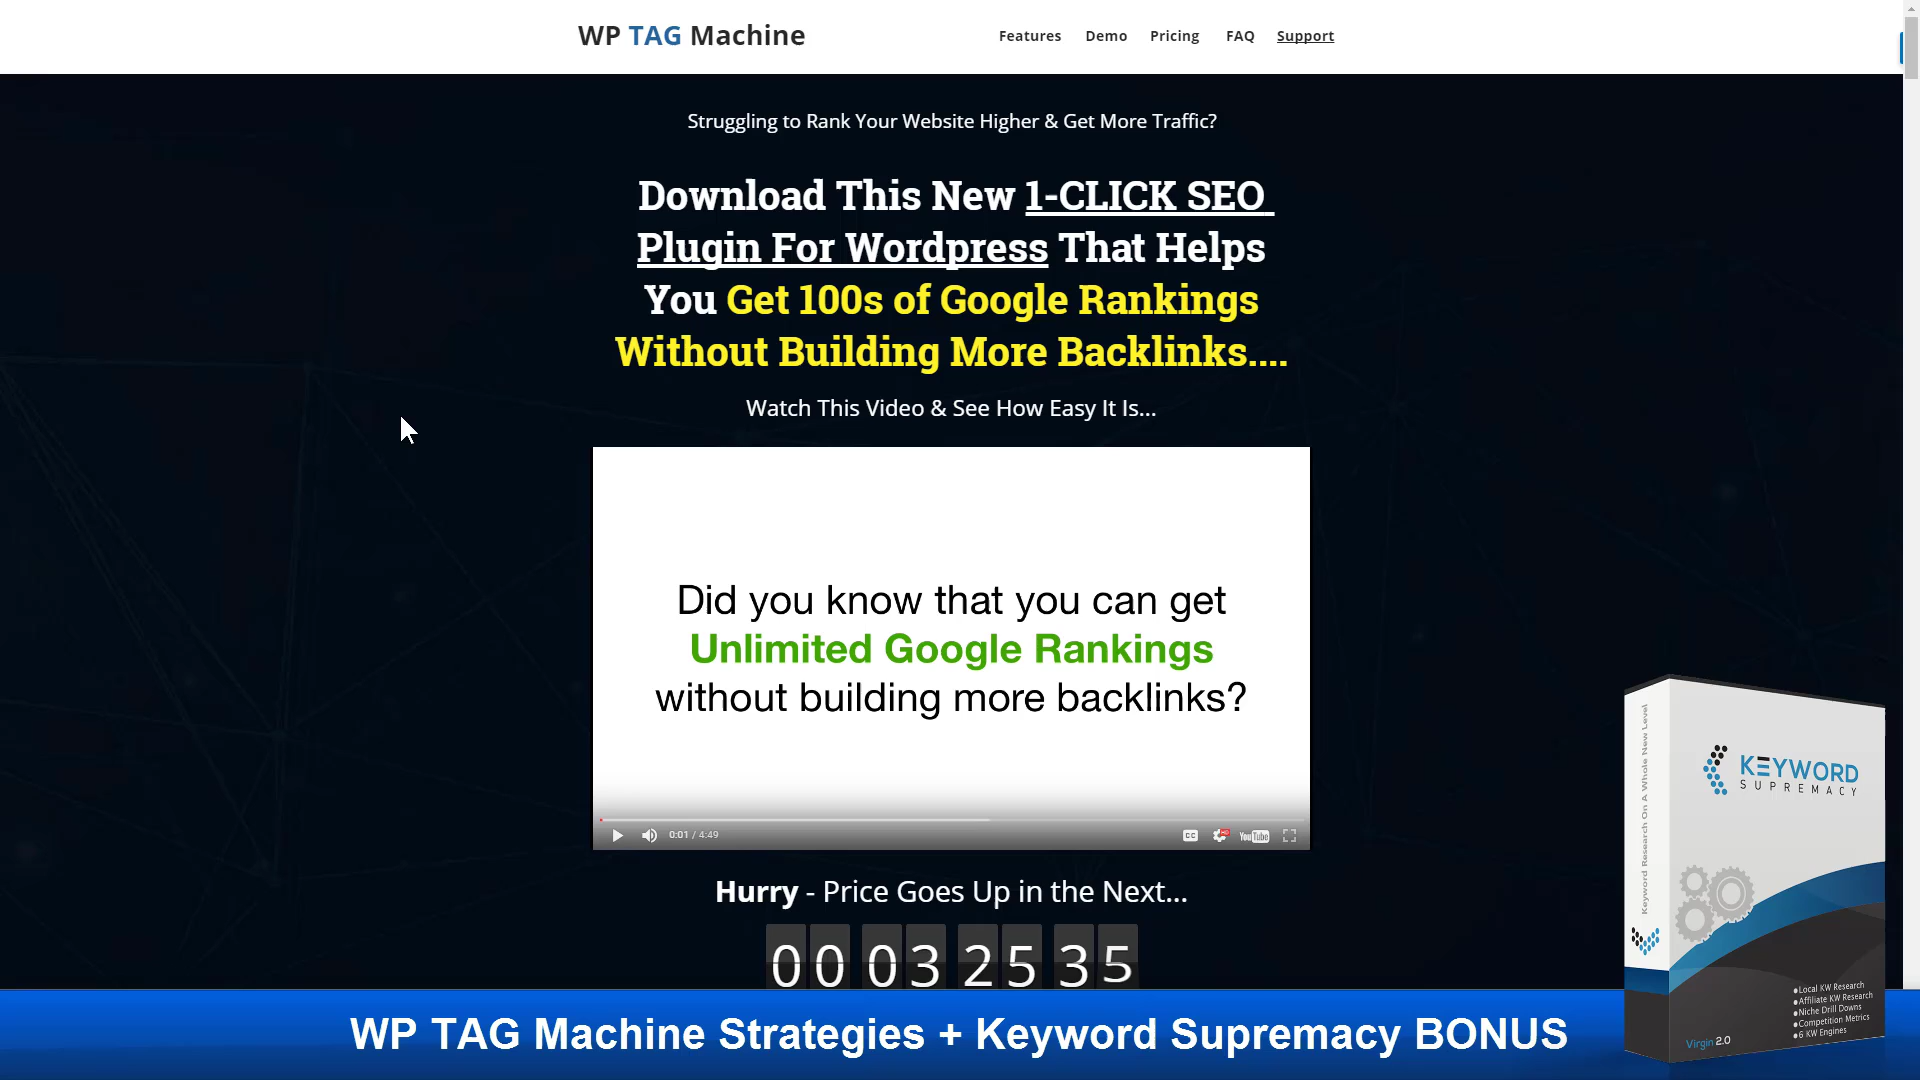 WP TAG Machine
Features Demo Pricing FAQ Support
Struggling to Rank Your Website Higher & Get More Traffic?
Download This New 1-CLICK SEO
Plugin For Wordpress That Helps
You Get 100s of Google Rankings
Without Building More Backlinks....
Watch This Video & See How Easy It Is...
Did you know that you can get
Unlimited Google Rankings
without building more backlinks?
0:01 / 4:49
CC
HD
YouTube
Hurry - Price Goes Up in the Next...
00 03 25 35
Keyword Research On A Whole New Level
KEYWORD
SUPREMACY
Local KW Research
Affiliate KW Research
Niche Drill Downs
Competition Metrics
6 KW Engines
Virgin 2.0
WP TAG Machine Strategies + Keyword Supremacy BONUS